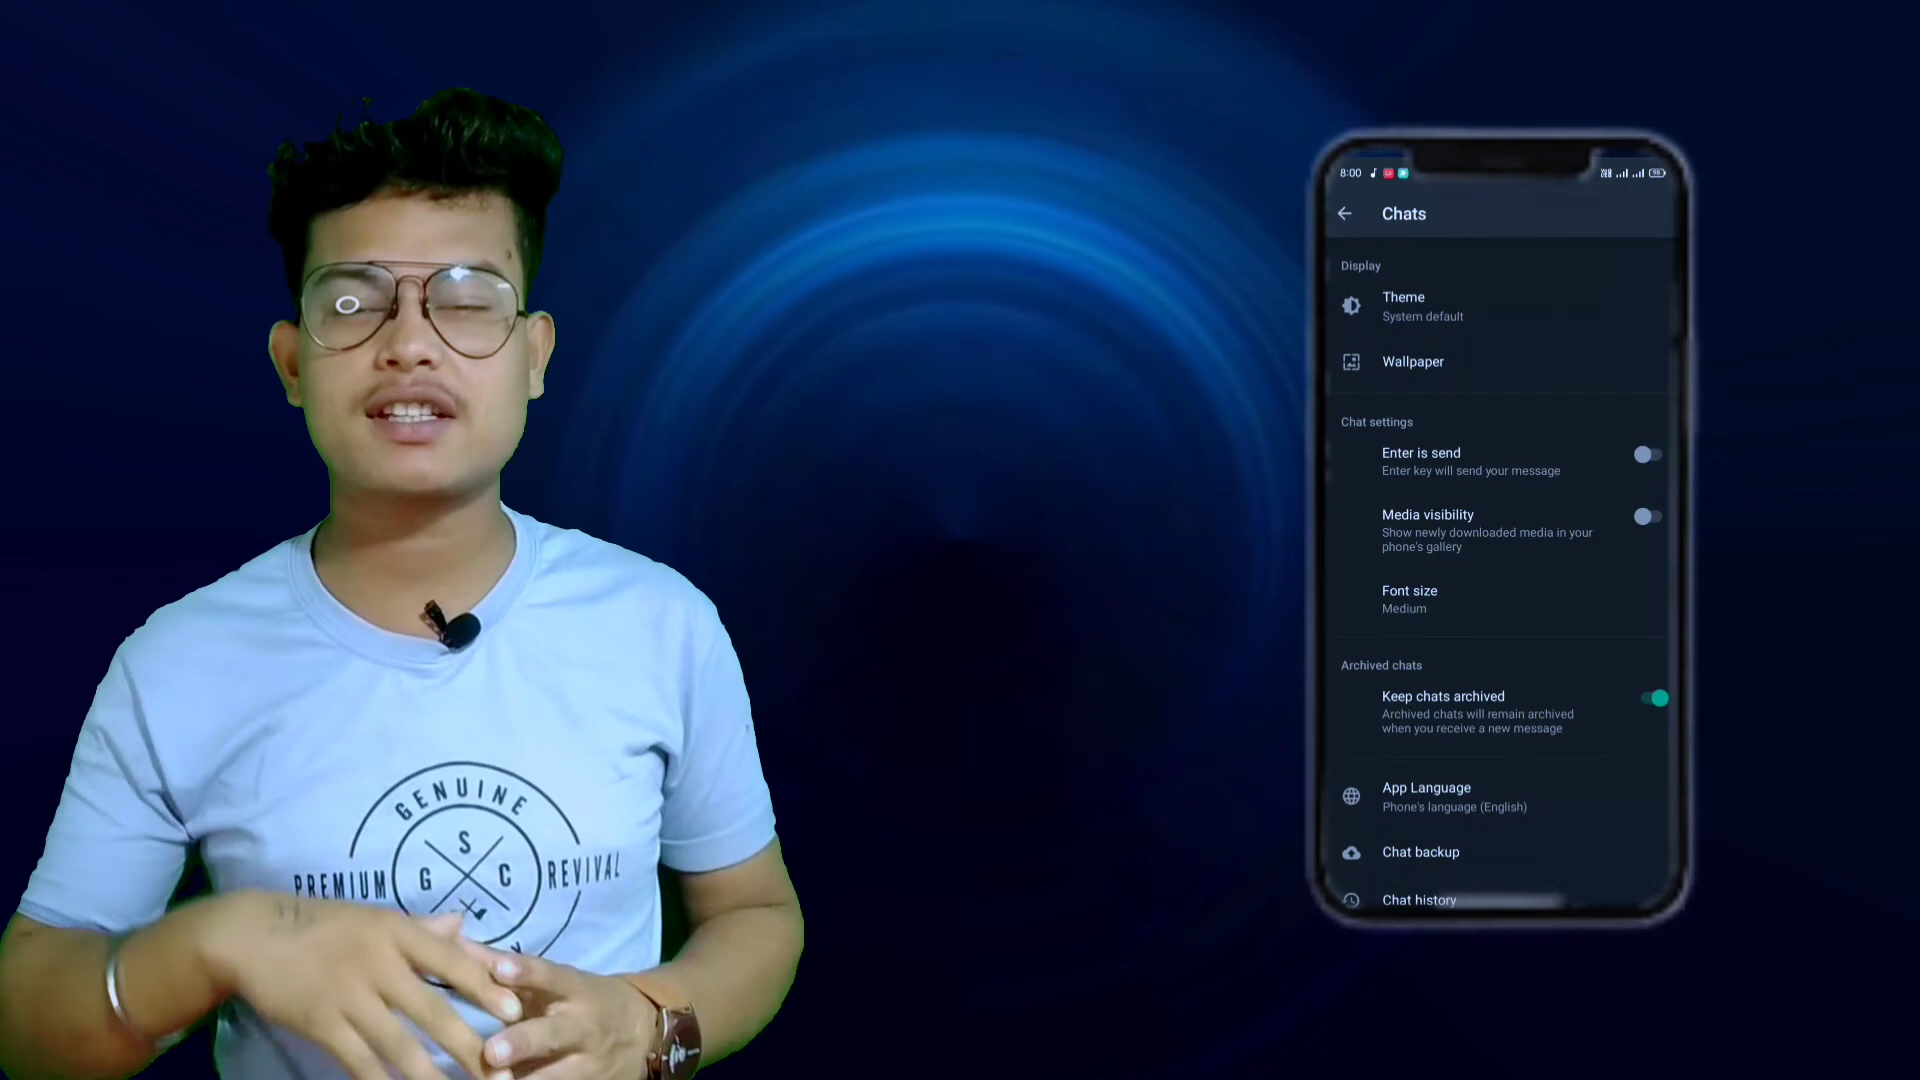 GENUINE
PREMIUM
S
G
C
REVIVAL
8:00
Chats
Display
Theme
System default
Wallpaper
Chat settings
Enter is send
Enter key will send your message
Media visibility
Show newly downloaded media in your
phone's gallery
Font size
Medium
Archived chats
Keep chats archived
Archived chats will remain archived
when you receive a new message
App Language
Phone's language (English)
Chat backup
Chat history